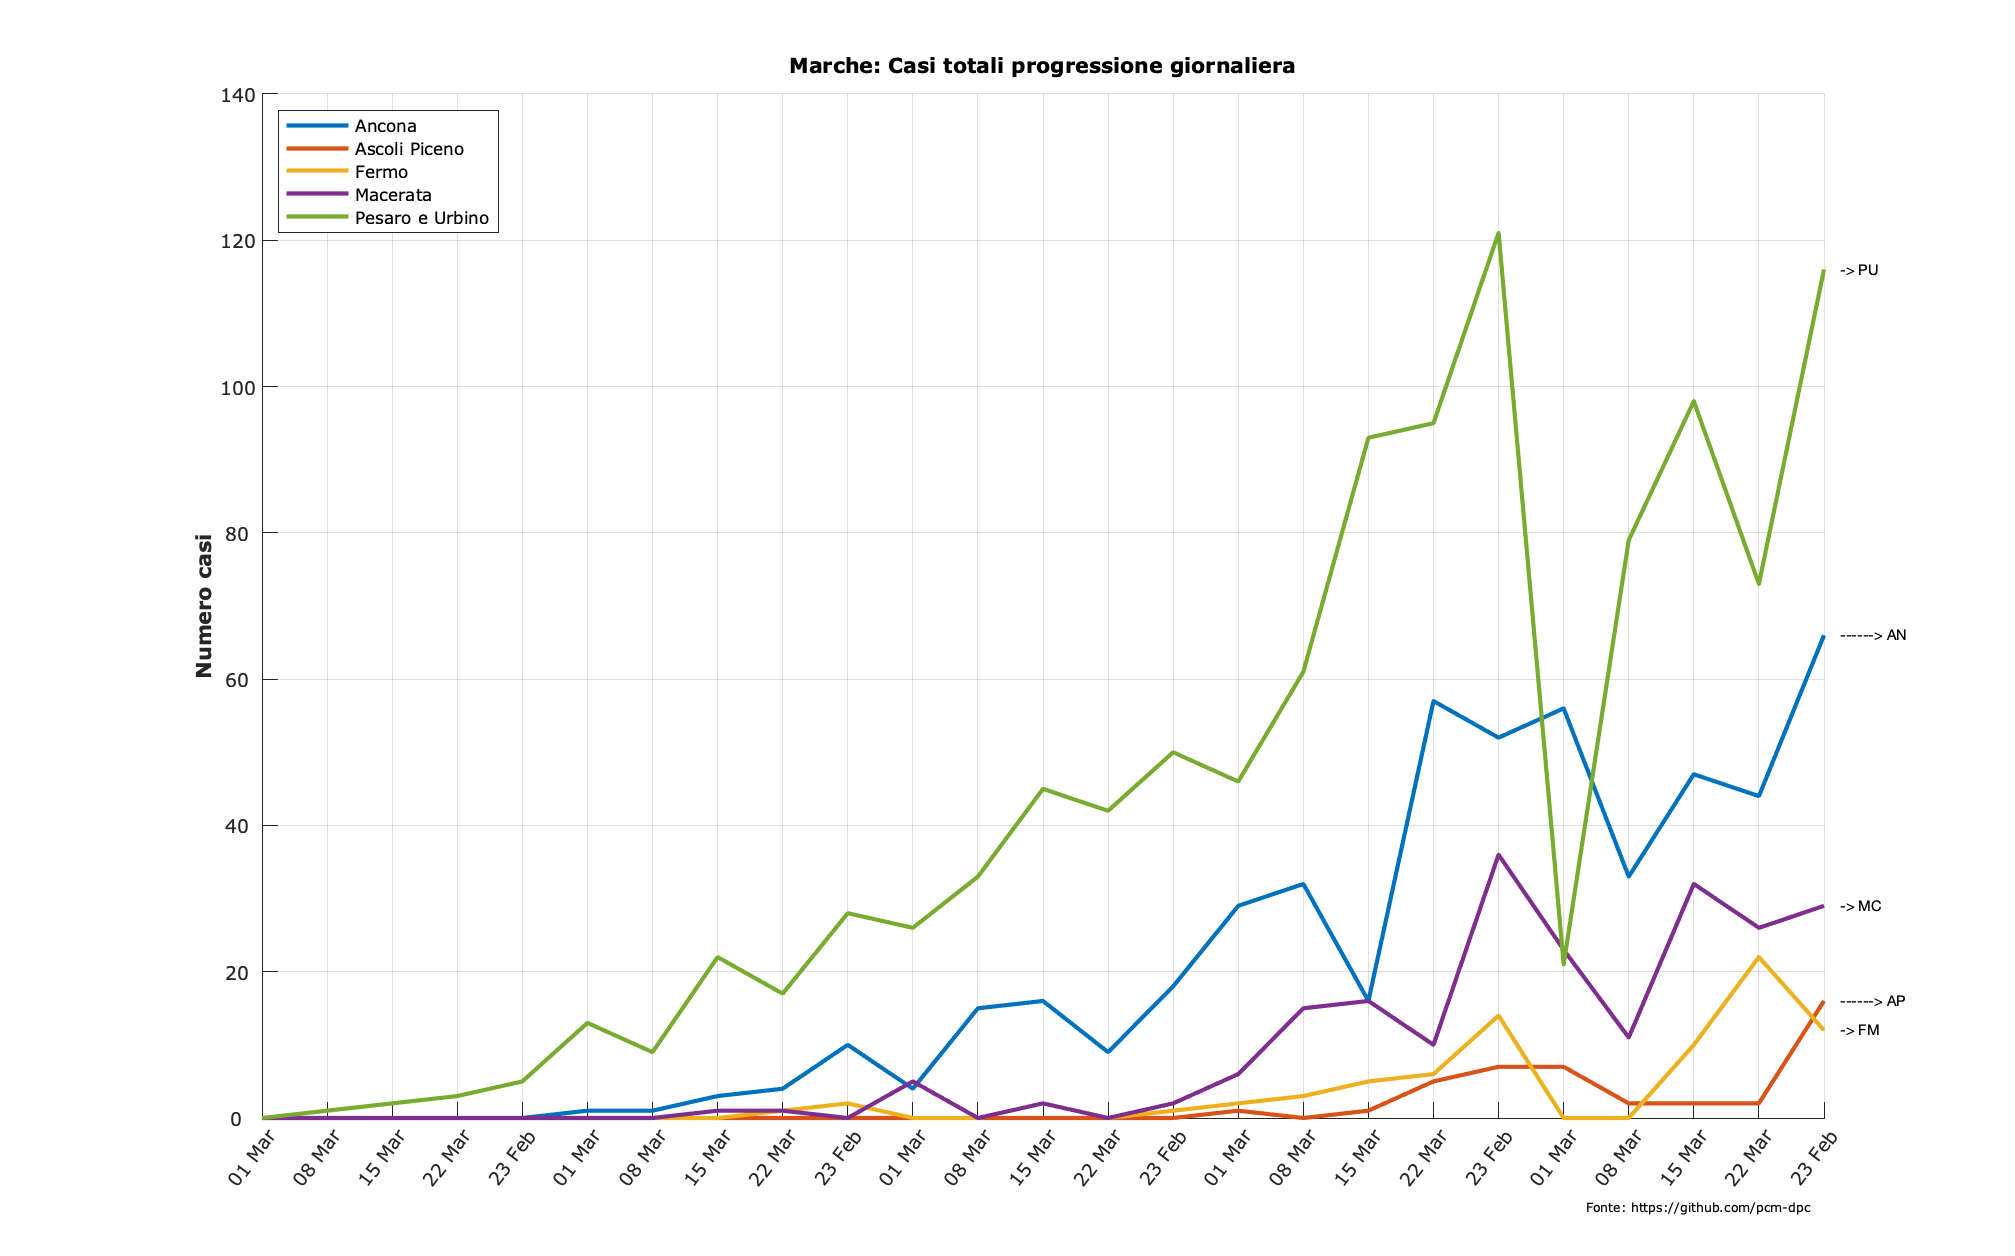 Marche: Casi totali progressione giornaliera
140
120
100
80
60
40
20
0
Numero casi
Ancona
Ascoli Piceno
Fermo
Macerata
Pesaro e Urbino
-> PU
------> AN
-> MC
------> AP
-> FM
01 Mar
08 Mar
15 Mar
22 Mar
23 Feb
01 Mar
08 Mar
15 Mar
22 Mar
23 Feb
01 Mar
08 Mar
15 Mar
22 Mar
23 Feb
01 Mar
08 Mar
15 Mar
22 Mar
23 Feb
01 Mar
08 Mar
15 Mar
22 Mar
23 Feb
Fonte: https://github.com/pcm-dpc